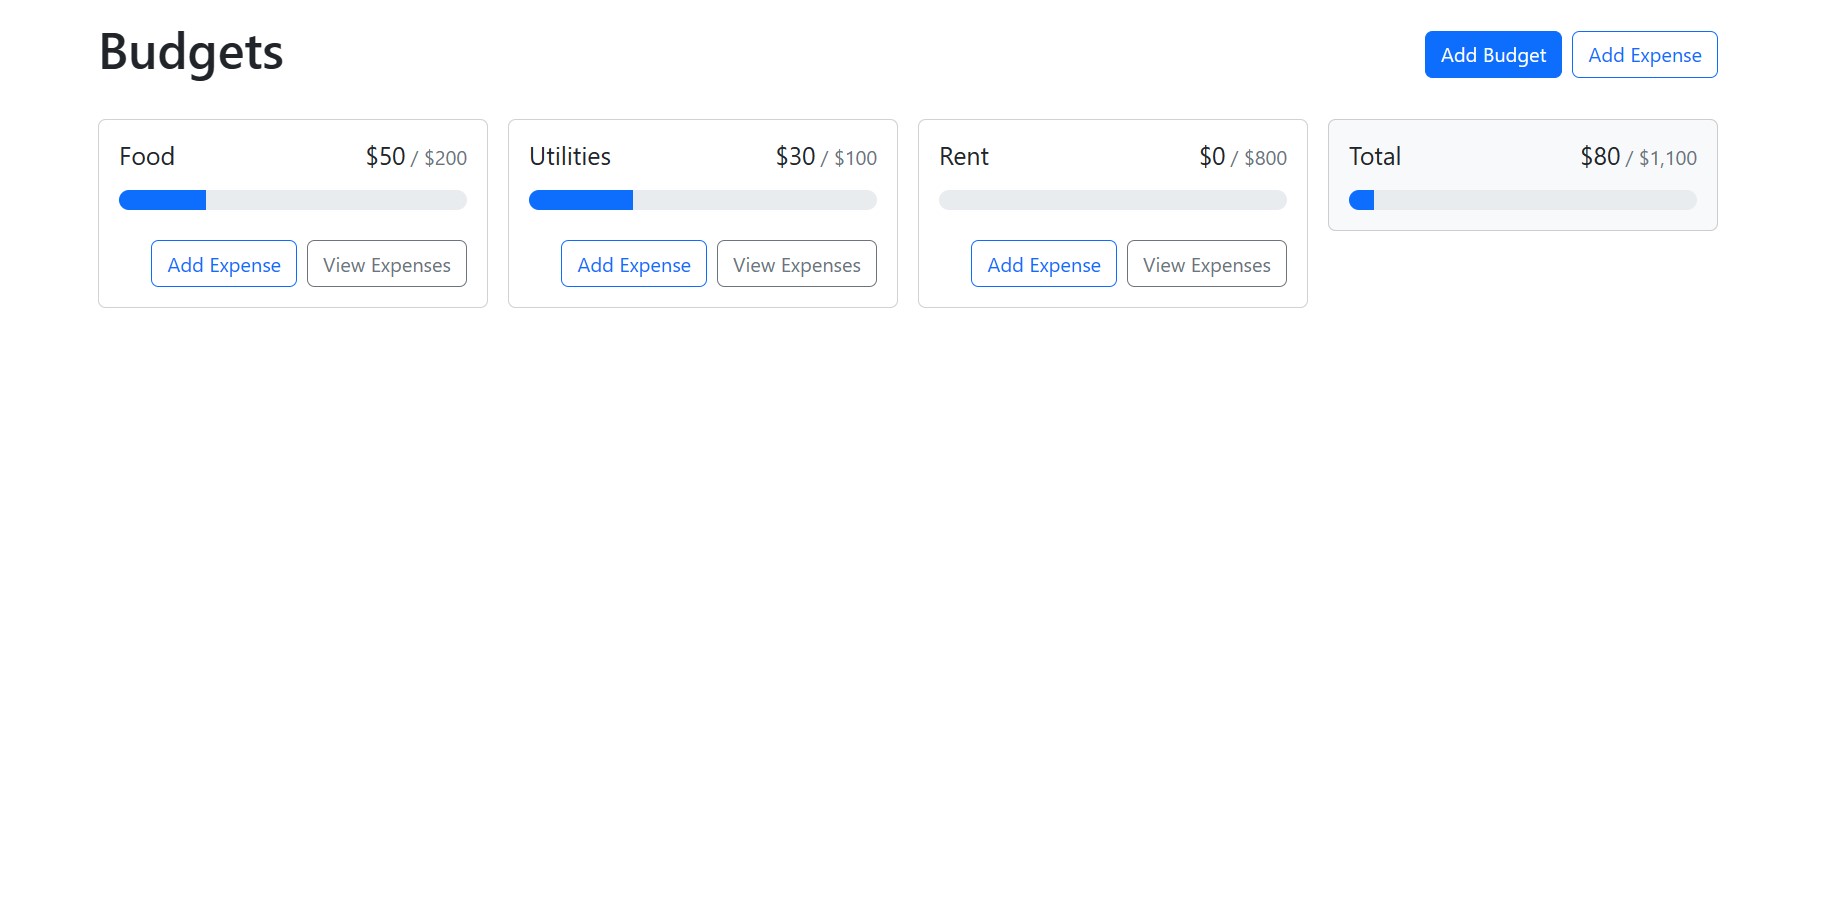 Budgets
Add Budget
Add Expense
Food
$50 / $200
Add Expense
View Expenses
Utilities
$30 / $100
Add Expense
View Expenses
Rent
$0 / $800
Add Expense
View Expenses
Total
$80 / $1,100